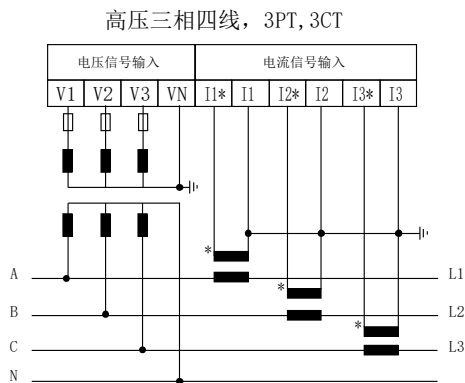 高压三相四线，3PT,3CT
电压信号输入 电流信号输入
V1 V2 V3 VN I1* I1 I2* I2 I3* I3
*
A L1
*
B L2
*
C L3
N